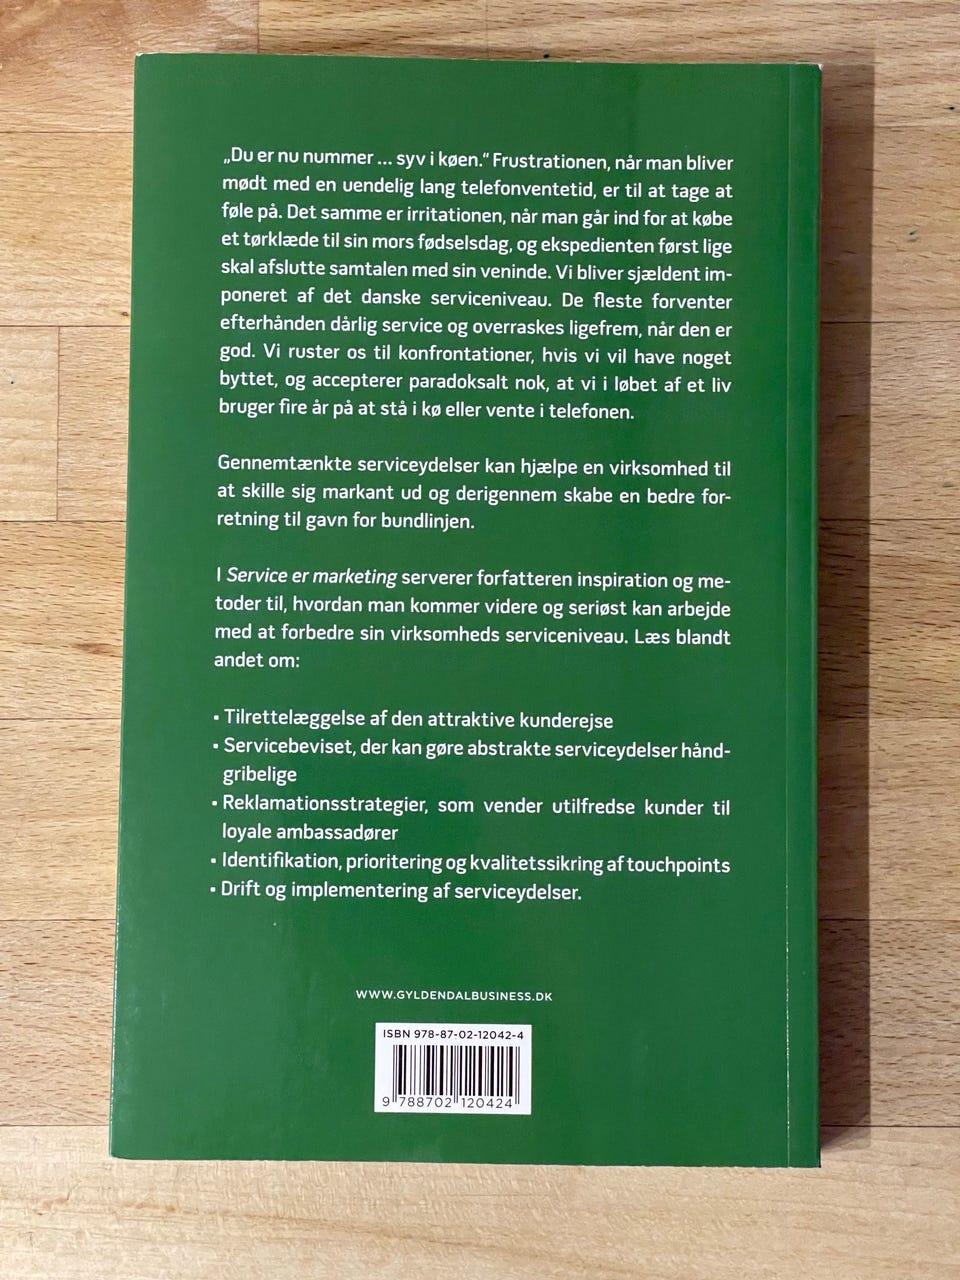 „Du er nu nummer ... syv i køen.“ Frustrationen, når man bliver
mødt med en uendelig lang telefonventetid, er til at tage at
føle på. Det samme er irritationen, når man går ind for at købe
et tørklæde til sin mors fødselsdag, og ekspedienten først lige
skal afslutte samtalen med sin veninde. Vi bliver sjældent im-
poneret af det danske serviceniveau. De fleste forventer
efterhånden dårlig service og overraskes ligefrem, når den er
god. Vi ruster os til konfrontationer, hvis vi vil have noget
byttet, og accepterer paradoksalt nok, at vi i løbet af et liv
bruger fire år på at stå i kø eller vente i telefonen.
Gennemtænkte serviceydelser kan hjælpe en virksomhed til
at skille sig markant ud og derigennem skabe en bedre for-
retning til gavn for bundlinjen.
I Service er marketing serverer forfatteren inspiration og me-
toder til, hvordan man kommer videre og seriøst kan arbejde
med at forbedre sin virksomheds serviceniveau. Læs blandt
andet om:
• Tilrettelæggelse af den attraktive kunderejse
• Servicebeviset, der kan gøre abstrakte serviceydelser hånd-
gribelige
• Reklamationsstrategier, som vender utilfredse kunder til
loyale ambassadører
• Identifikation, prioritering og kvalitetssikring af touchpoints
• Drift og implementering af serviceydelser.
WWW.GYLDENDALBUSINESS.DK
ISBN 978-87-02-12042-4
9 788702 120424